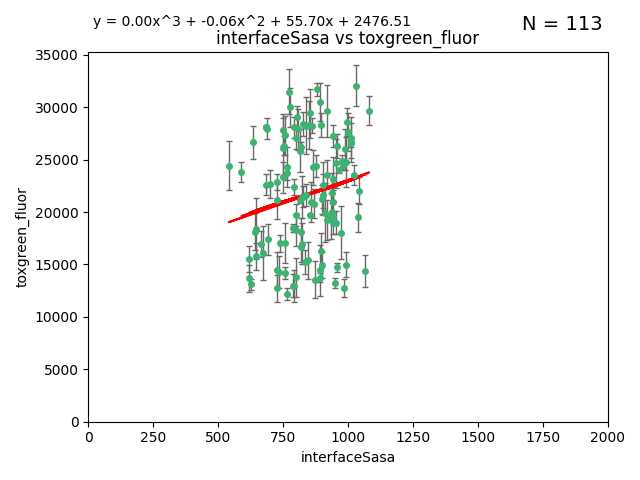 y = 0.00x^3 + -0.06x^2 + 55.70x + 2476.51
N = 113
interfaceSasa vs toxgreen_fluor
35000
30000
25000
20000
15000
10000
5000
0
toxgreen_fluor
0 250 500 750 1000 1250 1500 1750 2000
interfaceSasa